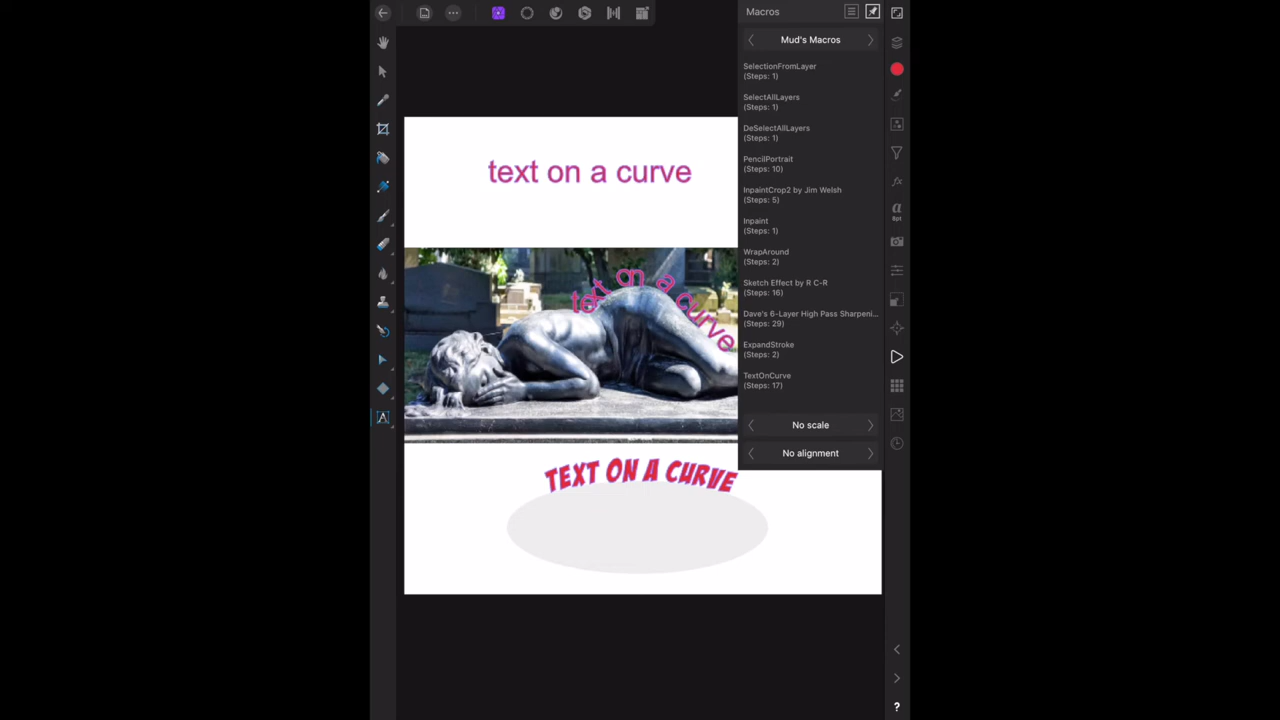 Macros
Mud's Macros
SelectionFromLayer
(Steps: 1)
SelectAllLayers
(Steps: 1)
DeSelectAllLayers
(Steps: 1)
PencilPortrait
(Steps: 10)
InpaintCrop2 by Jim Welsh
(Steps: 5)
Inpaint
(Steps: 1)
WrapAround
(Steps: 2)
Sketch Effect by R C-R
(Steps: 16)
Dave's 6-Layer High Pass Sharpeni...
(Steps: 29)
ExpandStroke
(Steps: 2)
TextOnCurve
(Steps: 17)
No scale
No alignment
text on a curve
text on a curve
TEXT ON A CURVE
A
fx
a
6pt
?